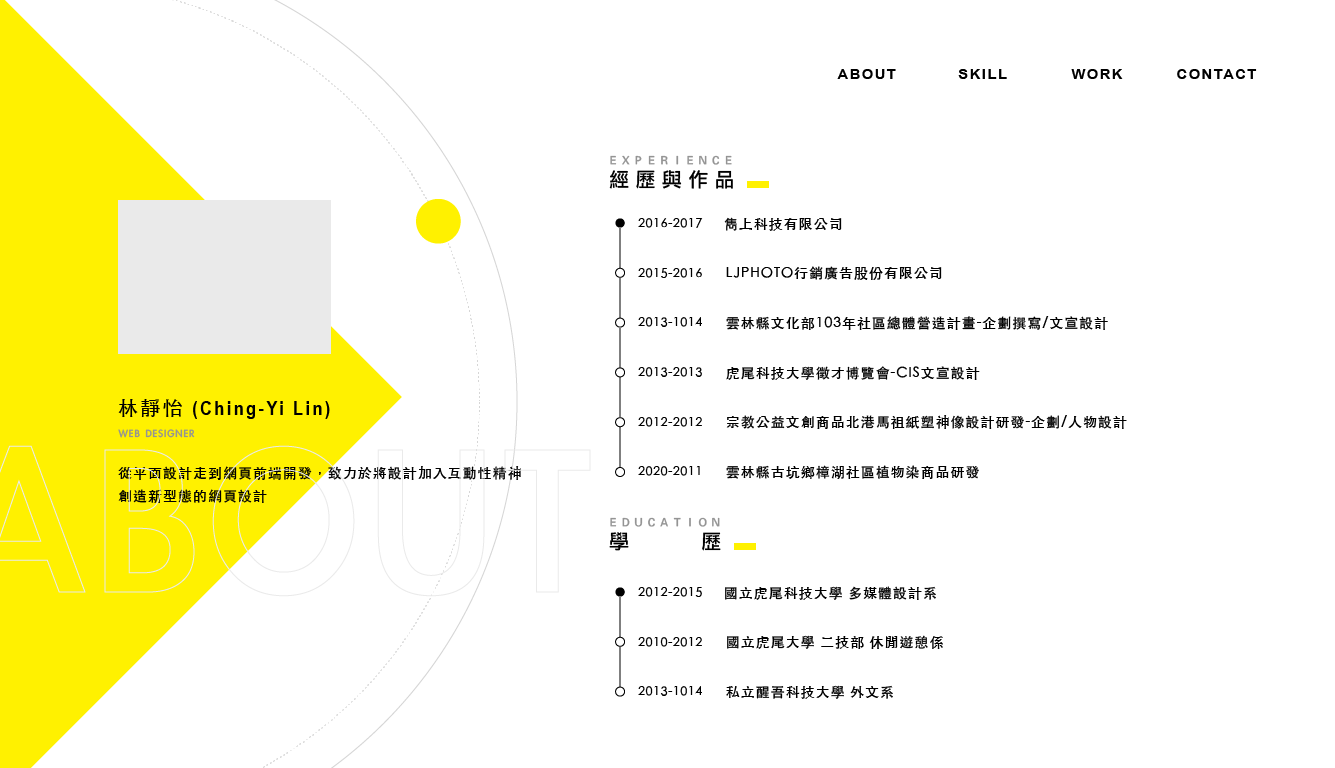 ABOUT SKILL WORK CONTACT
林靜怡 (Ching-Yi Lin)
WEB DESIGNER
從平面設計走到網頁前端開發，致力於將設計加入互動性精神
創造新型態的網頁設計
ABOUT
EXPERIENCE
經歷與作品
2016-2017 雋上科技有限公司
2015-2016 LJPHOTO行銷廣告股份有限公司
2013-1014 雲林縣文化部103年社區總體營造計畫-企劃撰寫/文宣設計
2013-2013 虎尾科技大學徵才博覽會-CIS文宣設計
2012-2012 宗教公益文創商品北港馬祖紙塑神像設計研發-企劃/人物設計
2020-2011 雲林縣古坑鄉樟湖社區植物染商品研發
EDUCATION
學 歷
2012-2015 國立虎尾科技大學 多媒體設計系
2010-2012 國立虎尾大學 二技部 休閒遊憩係
2013-1014 私立醒吾科技大學 外文系